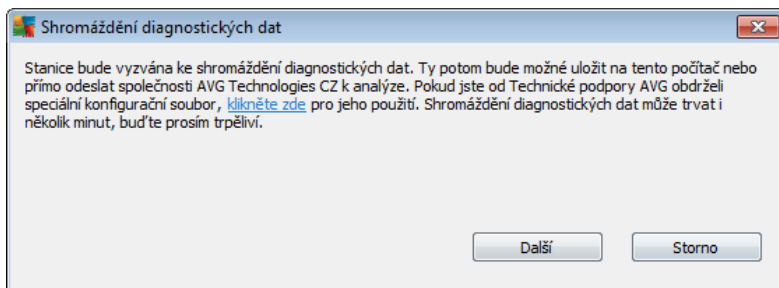 Shromáždění diagnostických dat
Stanice bude vyzvána ke shromáždění diagnostických dat. Ty potom bude možné uložit na tento počítač nebo
přímo odeslat společnosti AVG Technologies CZ k analýze. Pokud jste od Technické podpory AVG obdrželi
speciální konfigurační soubor, klikněte zde pro jeho použití. Shromáždění diagnostických dat může trvat i
několik minut, buďte prosím trpěliví.
Další
Storno